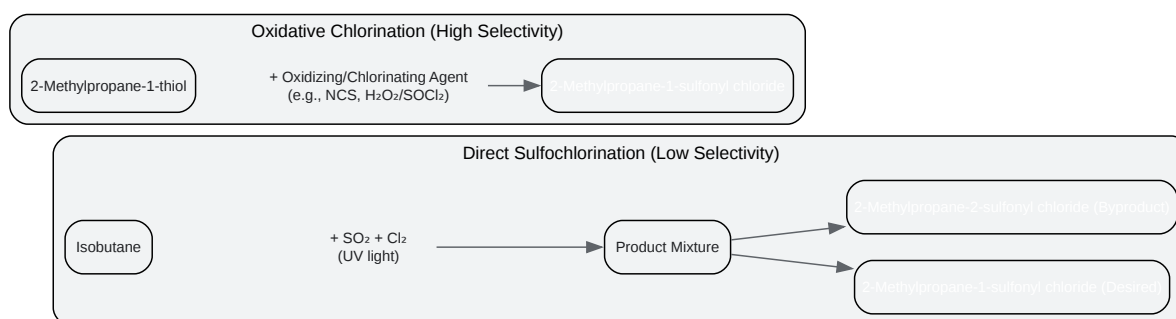 Oxidative Chlorination (High Selectivity)
2-Methylpropane-1-thiol
+ Oxidizing/Chlorinating Agent
(e.g., NCS, H₂O₂/SOCl₂)
2-Methylpropane-1-sulfonyl chloride
Direct Sulfochlorination (Low Selectivity)
Isobutane
+ SO₂ + Cl₂
(UV light)
Product Mixture
2-Methylpropane-2-sulfonyl chloride (Byproduct)
2-Methylpropane-1-sulfonyl chloride (Desired)